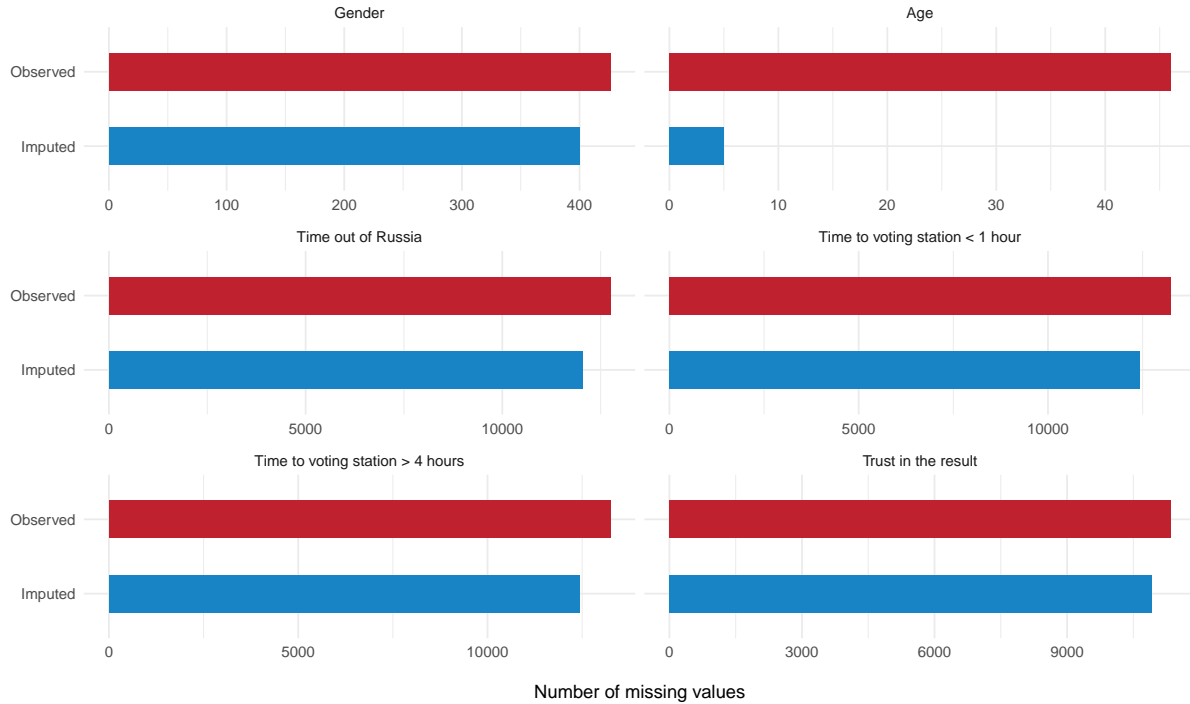 Gender
Age
Observed
Imputed
0 100 200 300 400
0 10 20 30 40
Time out of Russia
Time to voting station < 1 hour
Observed
Imputed
0 5000 10000
0 5000 10000
Time to voting station > 4 hours
Trust in the result
Observed
Imputed
0 5000 10000
0 3000 6000 9000
Number of missing values